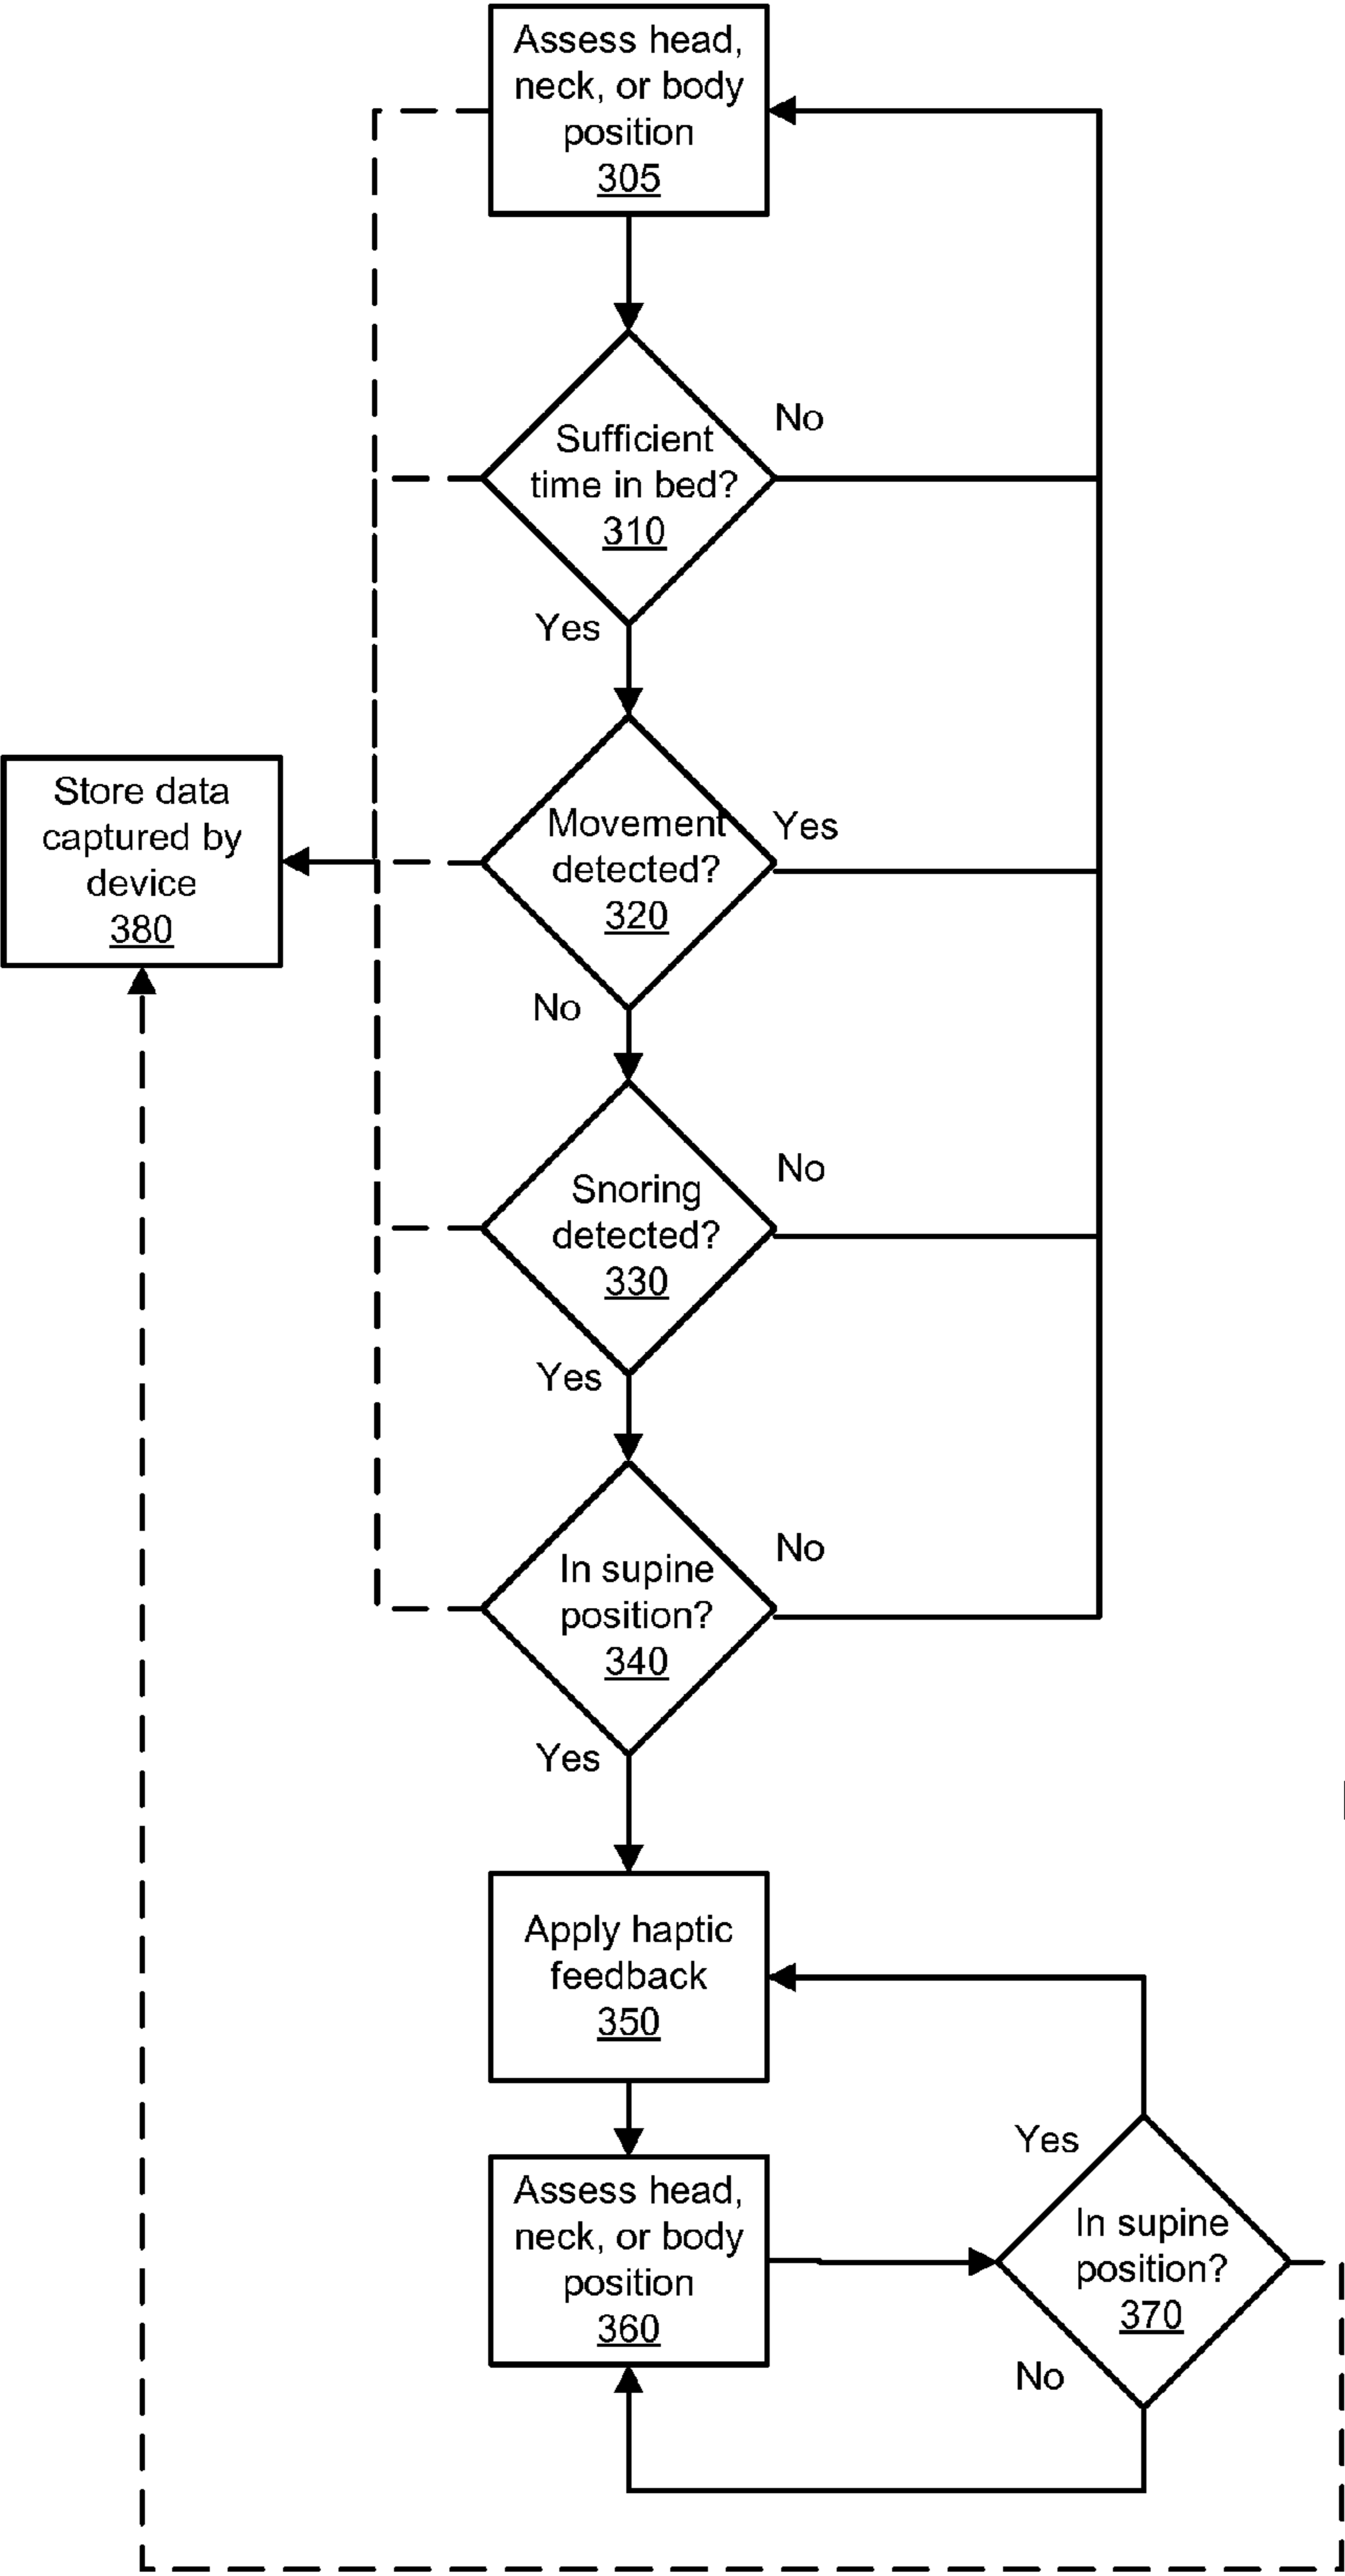 Assess head,
neck, or body
position
305
Sufficient
time in bed?
310
No
Yes
Movement
detected?
320
Yes
No
Store data
captured by
device
380
Snoring
detected?
330
No
Yes
In supine
position?
340
No
Yes
Apply haptic
feedback
350
Assess head,
neck, or body
position
360
Yes
In supine
position?
370
No